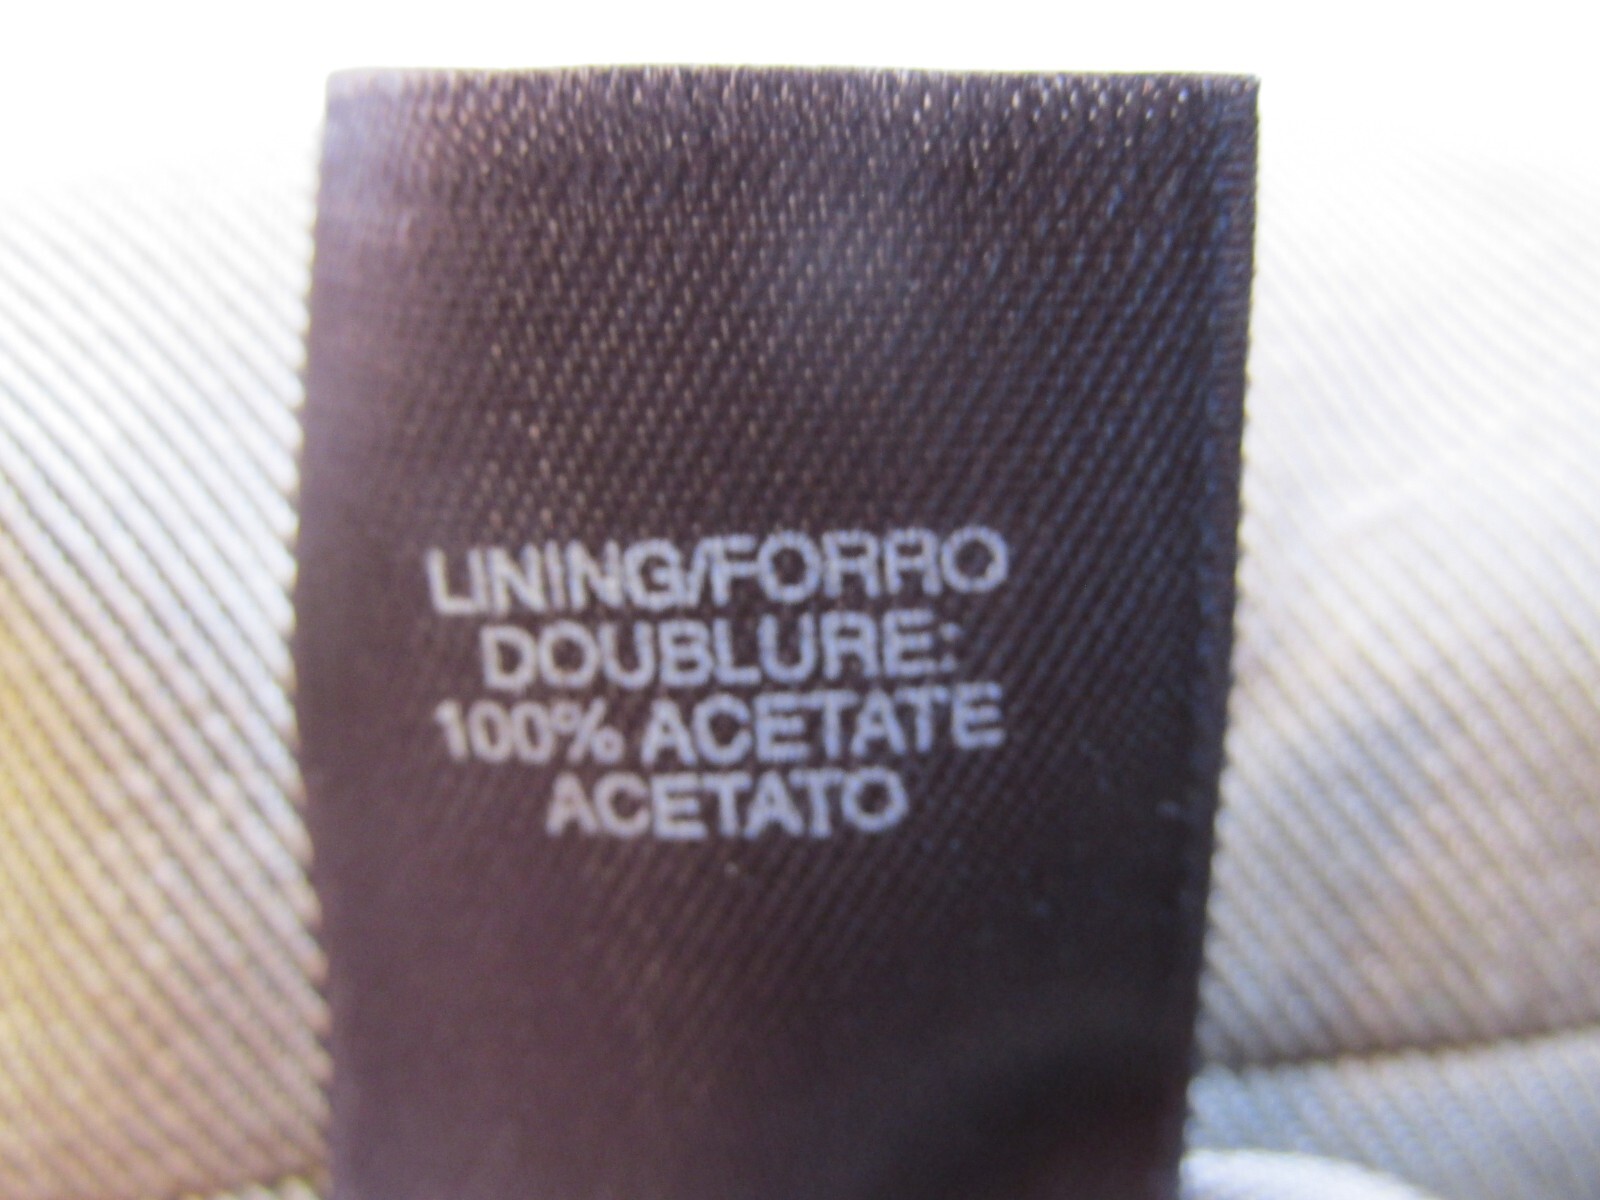 LINING/FORRO
DOUBLURE:
100% ACETATE
ACETATO